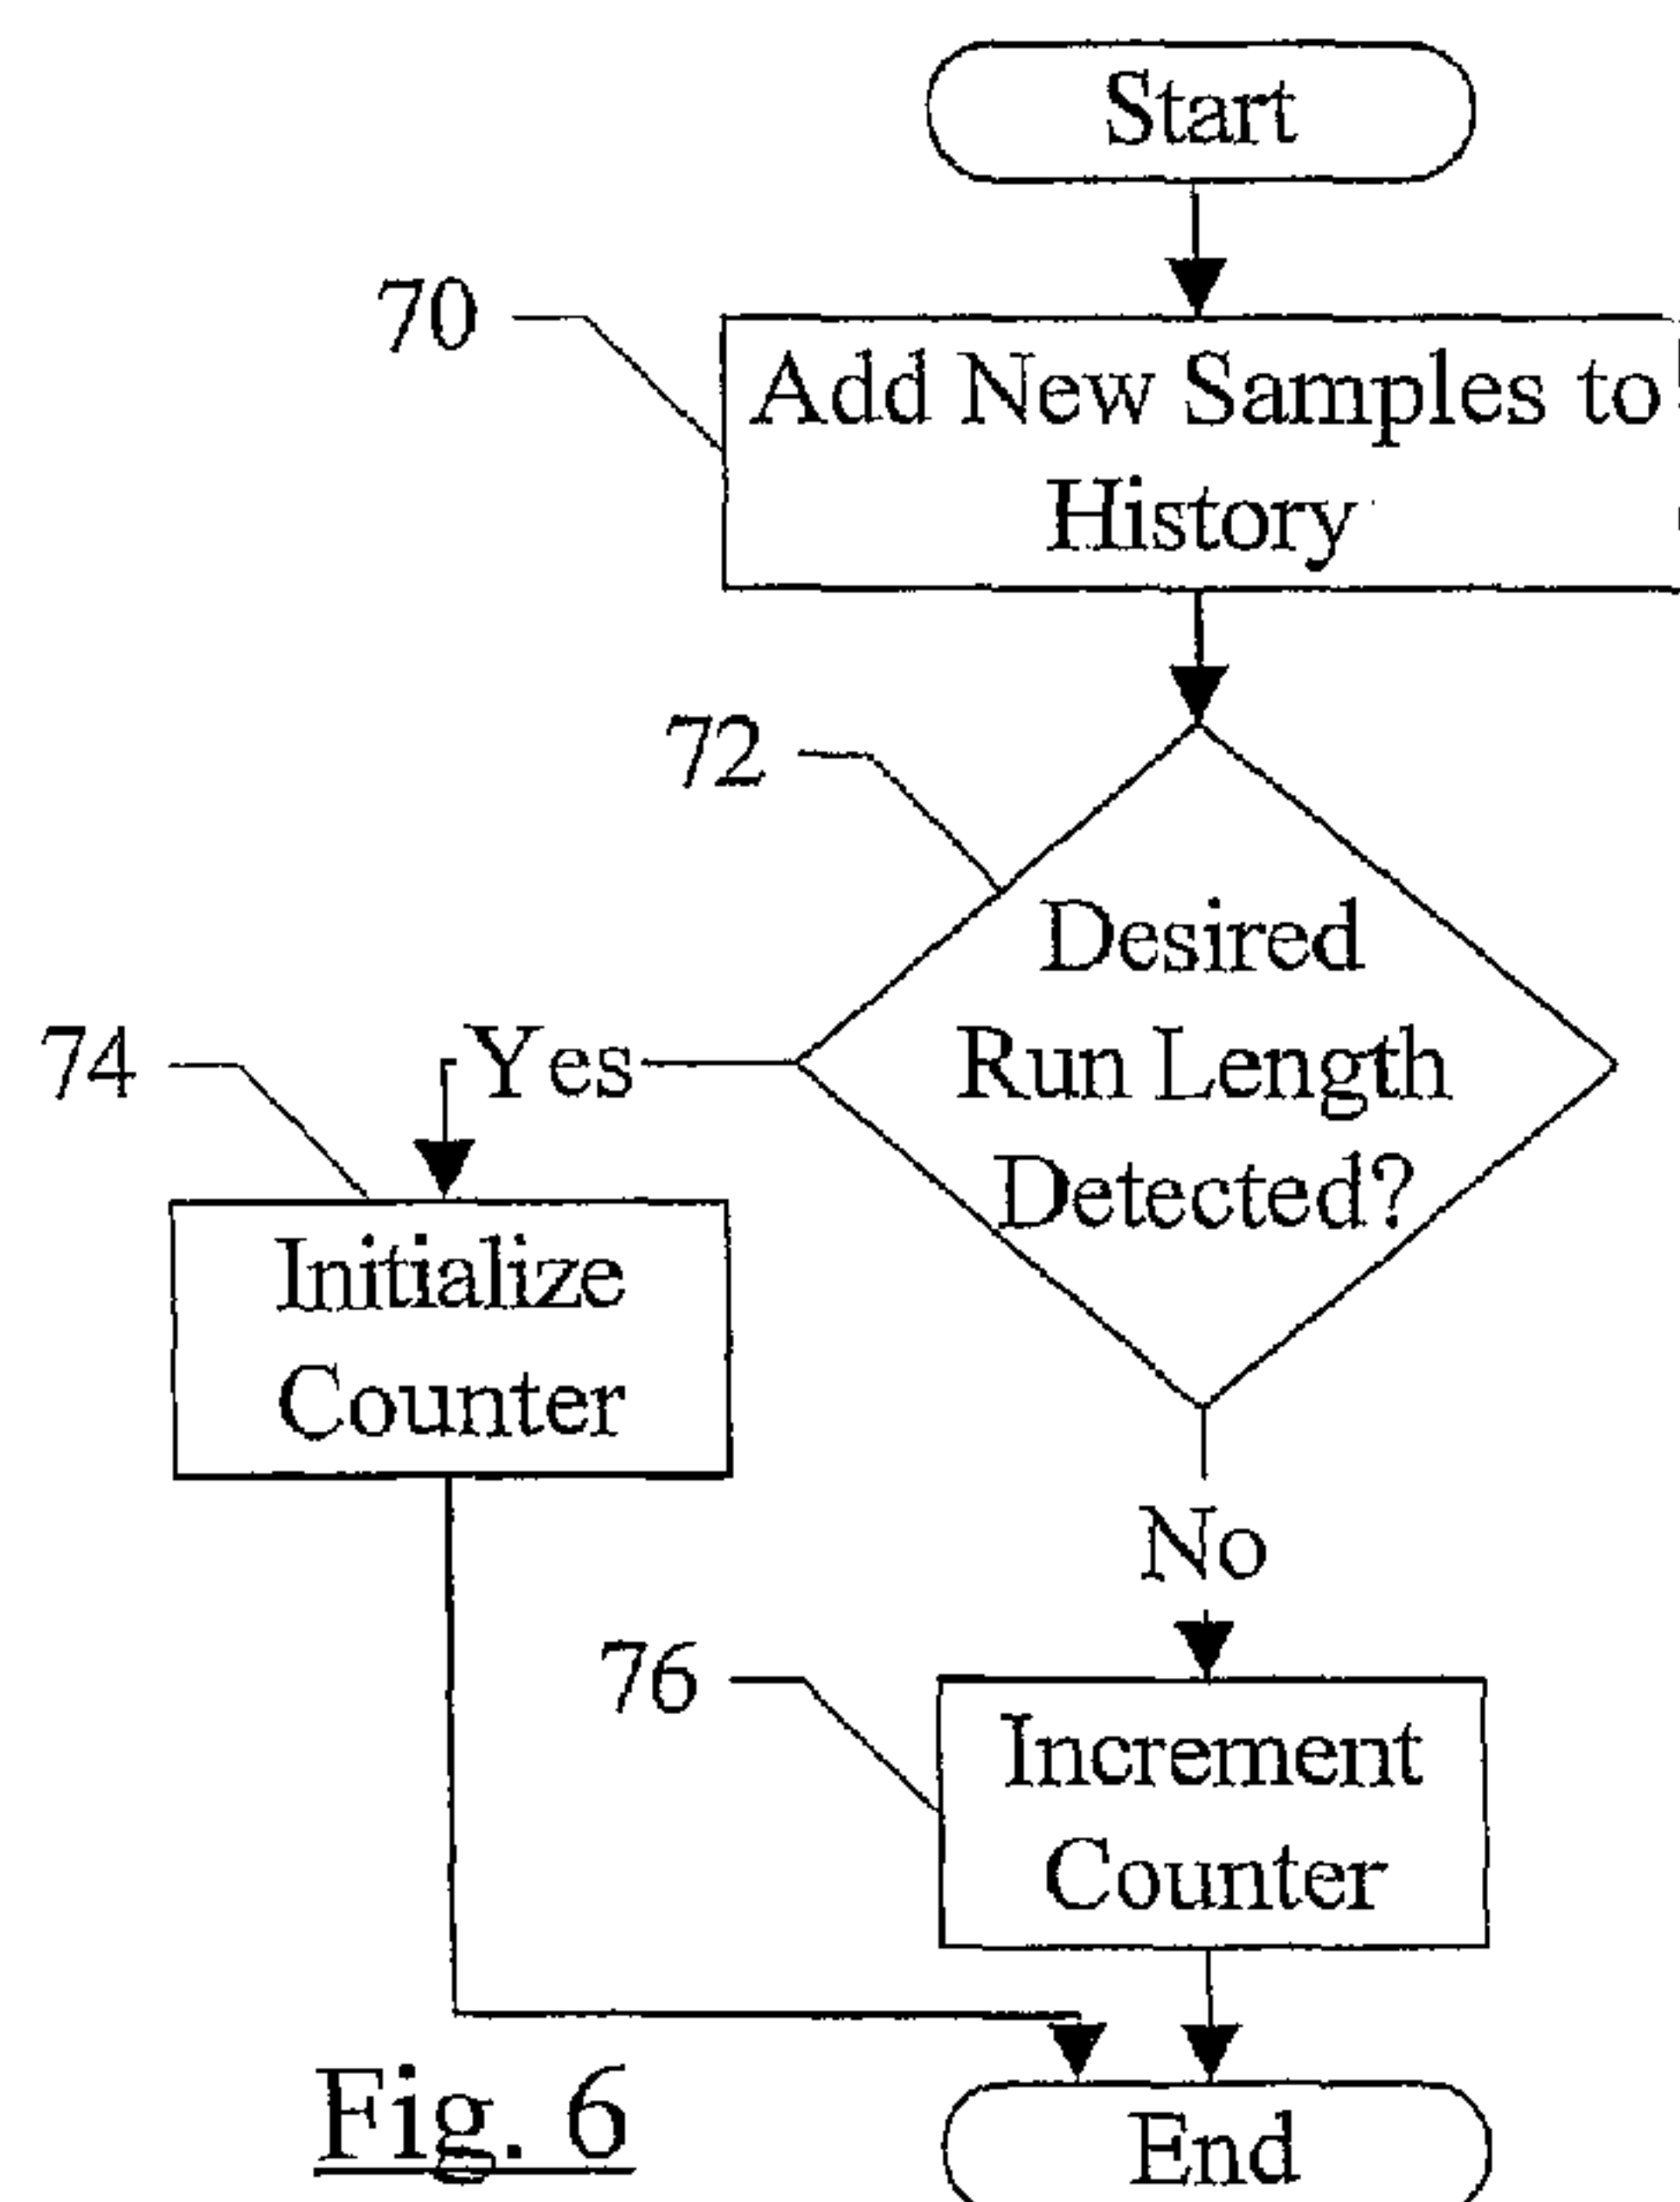 Start
70
Add New Samples to
History
72
Desired
Run Length
Detected?
Yes
74
Initialize
Counter
No
76
Increment
Counter
End
Fig. 6